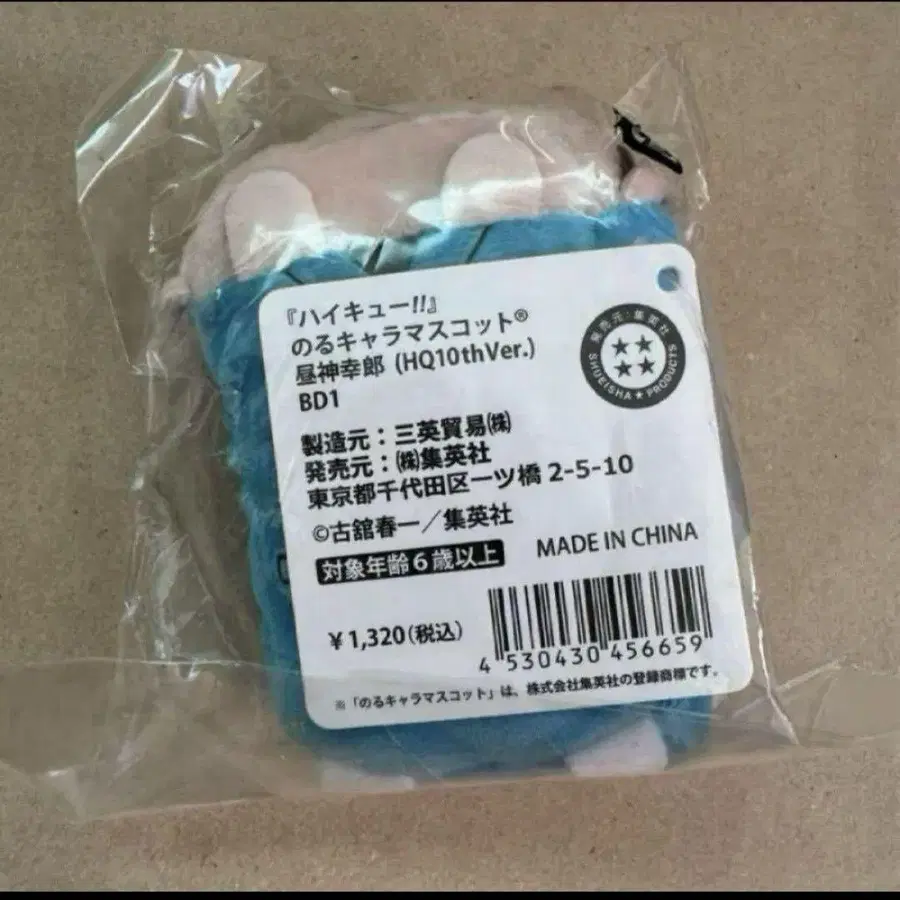 『ハイキュー!!』
のるキャラマスコット®
昼神幸郎 (HQ10thVer.)
BD1
発売元:集英社
SHUEISHA ★ PRODUCTS
製造元：三英貿易㈱
発売元：㈱集英社
東京都千代田区一ツ橋 2-5-10
©古舘春一／集英社
対象年齢６歳以上
MADE IN CHINA
￥1,320(税込)
4 530430 456659
※「のるキャラマスコット」は、株式会社集英社の登録商標です。